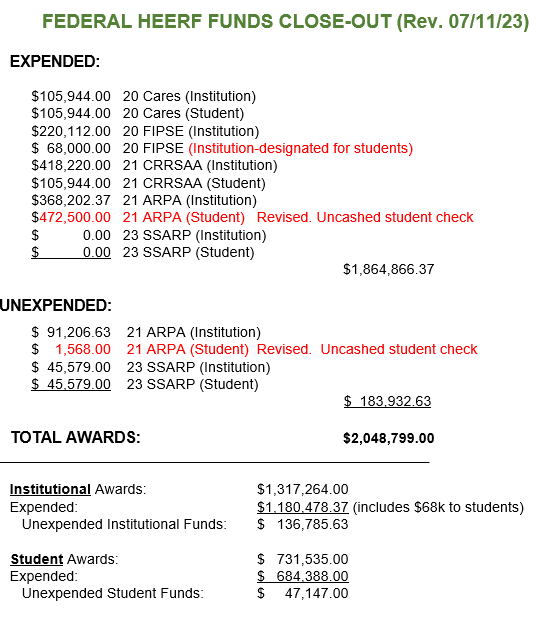 FEDERAL HEERF FUNDS CLOSE-OUT (Rev. 07/11/23)
EXPENDED:
$105,944.00 20 Cares (Institution)
$105,944.00 20 Cares (Student)
$220,112.00 20 FIPSE (Institution)
$ 68,000.00 20 FIPSE (Institution-designated for students)
$418,220.00 21 CRRSAA (Institution)
$105,944.00 21 CRRSAA (Student)
$368,202.37 21 ARPA (Institution)
$472,500.00 21 ARPA (Student) Revised. Uncashed student check
$ 0.00 23 SSARP (Institution)
$ 0.00 23 SSARP (Student)
$1,864,866.37
UNEXPENDED:
$ 91,206.63 21 ARPA (Institution)
$ 1,568.00 21 ARPA (Student) Revised. Uncashed student check
$ 45,579.00 23 SSARP (Institution)
$ 45,579.00 23 SSARP (Student)
$ 183,932.63
TOTAL AWARDS: $2,048,799.00
Institutional Awards: $1,317,264.00
Expended: $1,180,478.37 (includes $68k to students)
Unexpended Institutional Funds: $ 136,785.63
Student Awards: $ 731,535.00
Expended: $ 684,388.00
Unexpended Student Funds: $ 47,147.00